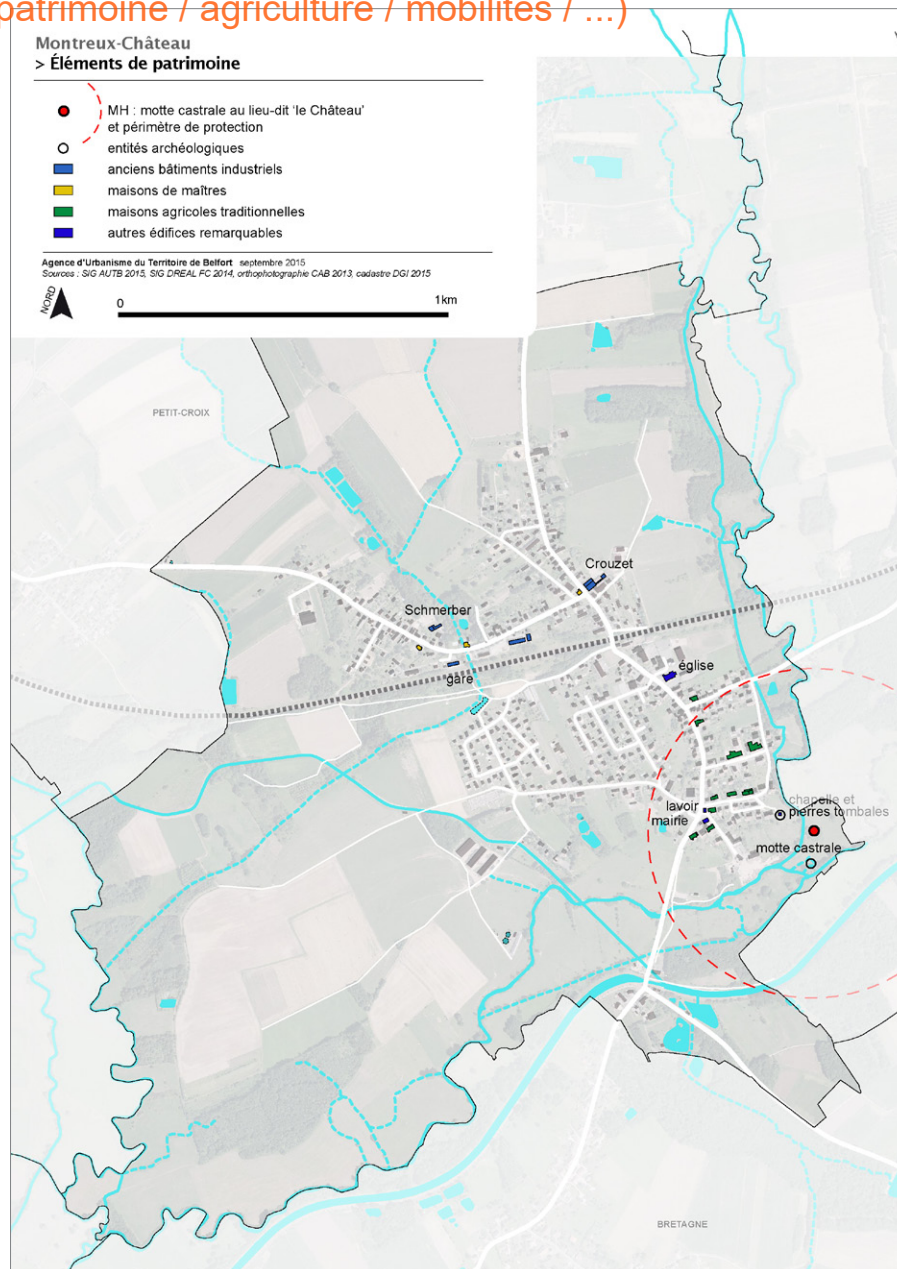 patrimoine / agriculture / mobilités / ...)
Montreux-Château
> Éléments de patrimoine
MH : motte castrale au lieu-dit 'le Château'
et périmètre de protection
entités archéologiques
anciens bâtiments industriels
maisons de maîtres
maisons agricoles traditionnelles
autres édifices remarquables
Agence d'Urbanisme du Territoire de Belfort septembre 2015
Sources : SIG AUTB 2015, SIG DREAL FC 2014, orthophotographie CAB 2013, cadastre DGI 2015
NORD
0
1km
PETIT-CROIX
Crouzet
Schmerber
gare
église
chapelle et
pierres tombales
lavoir
mairie
motte castrale
BRETAGNE